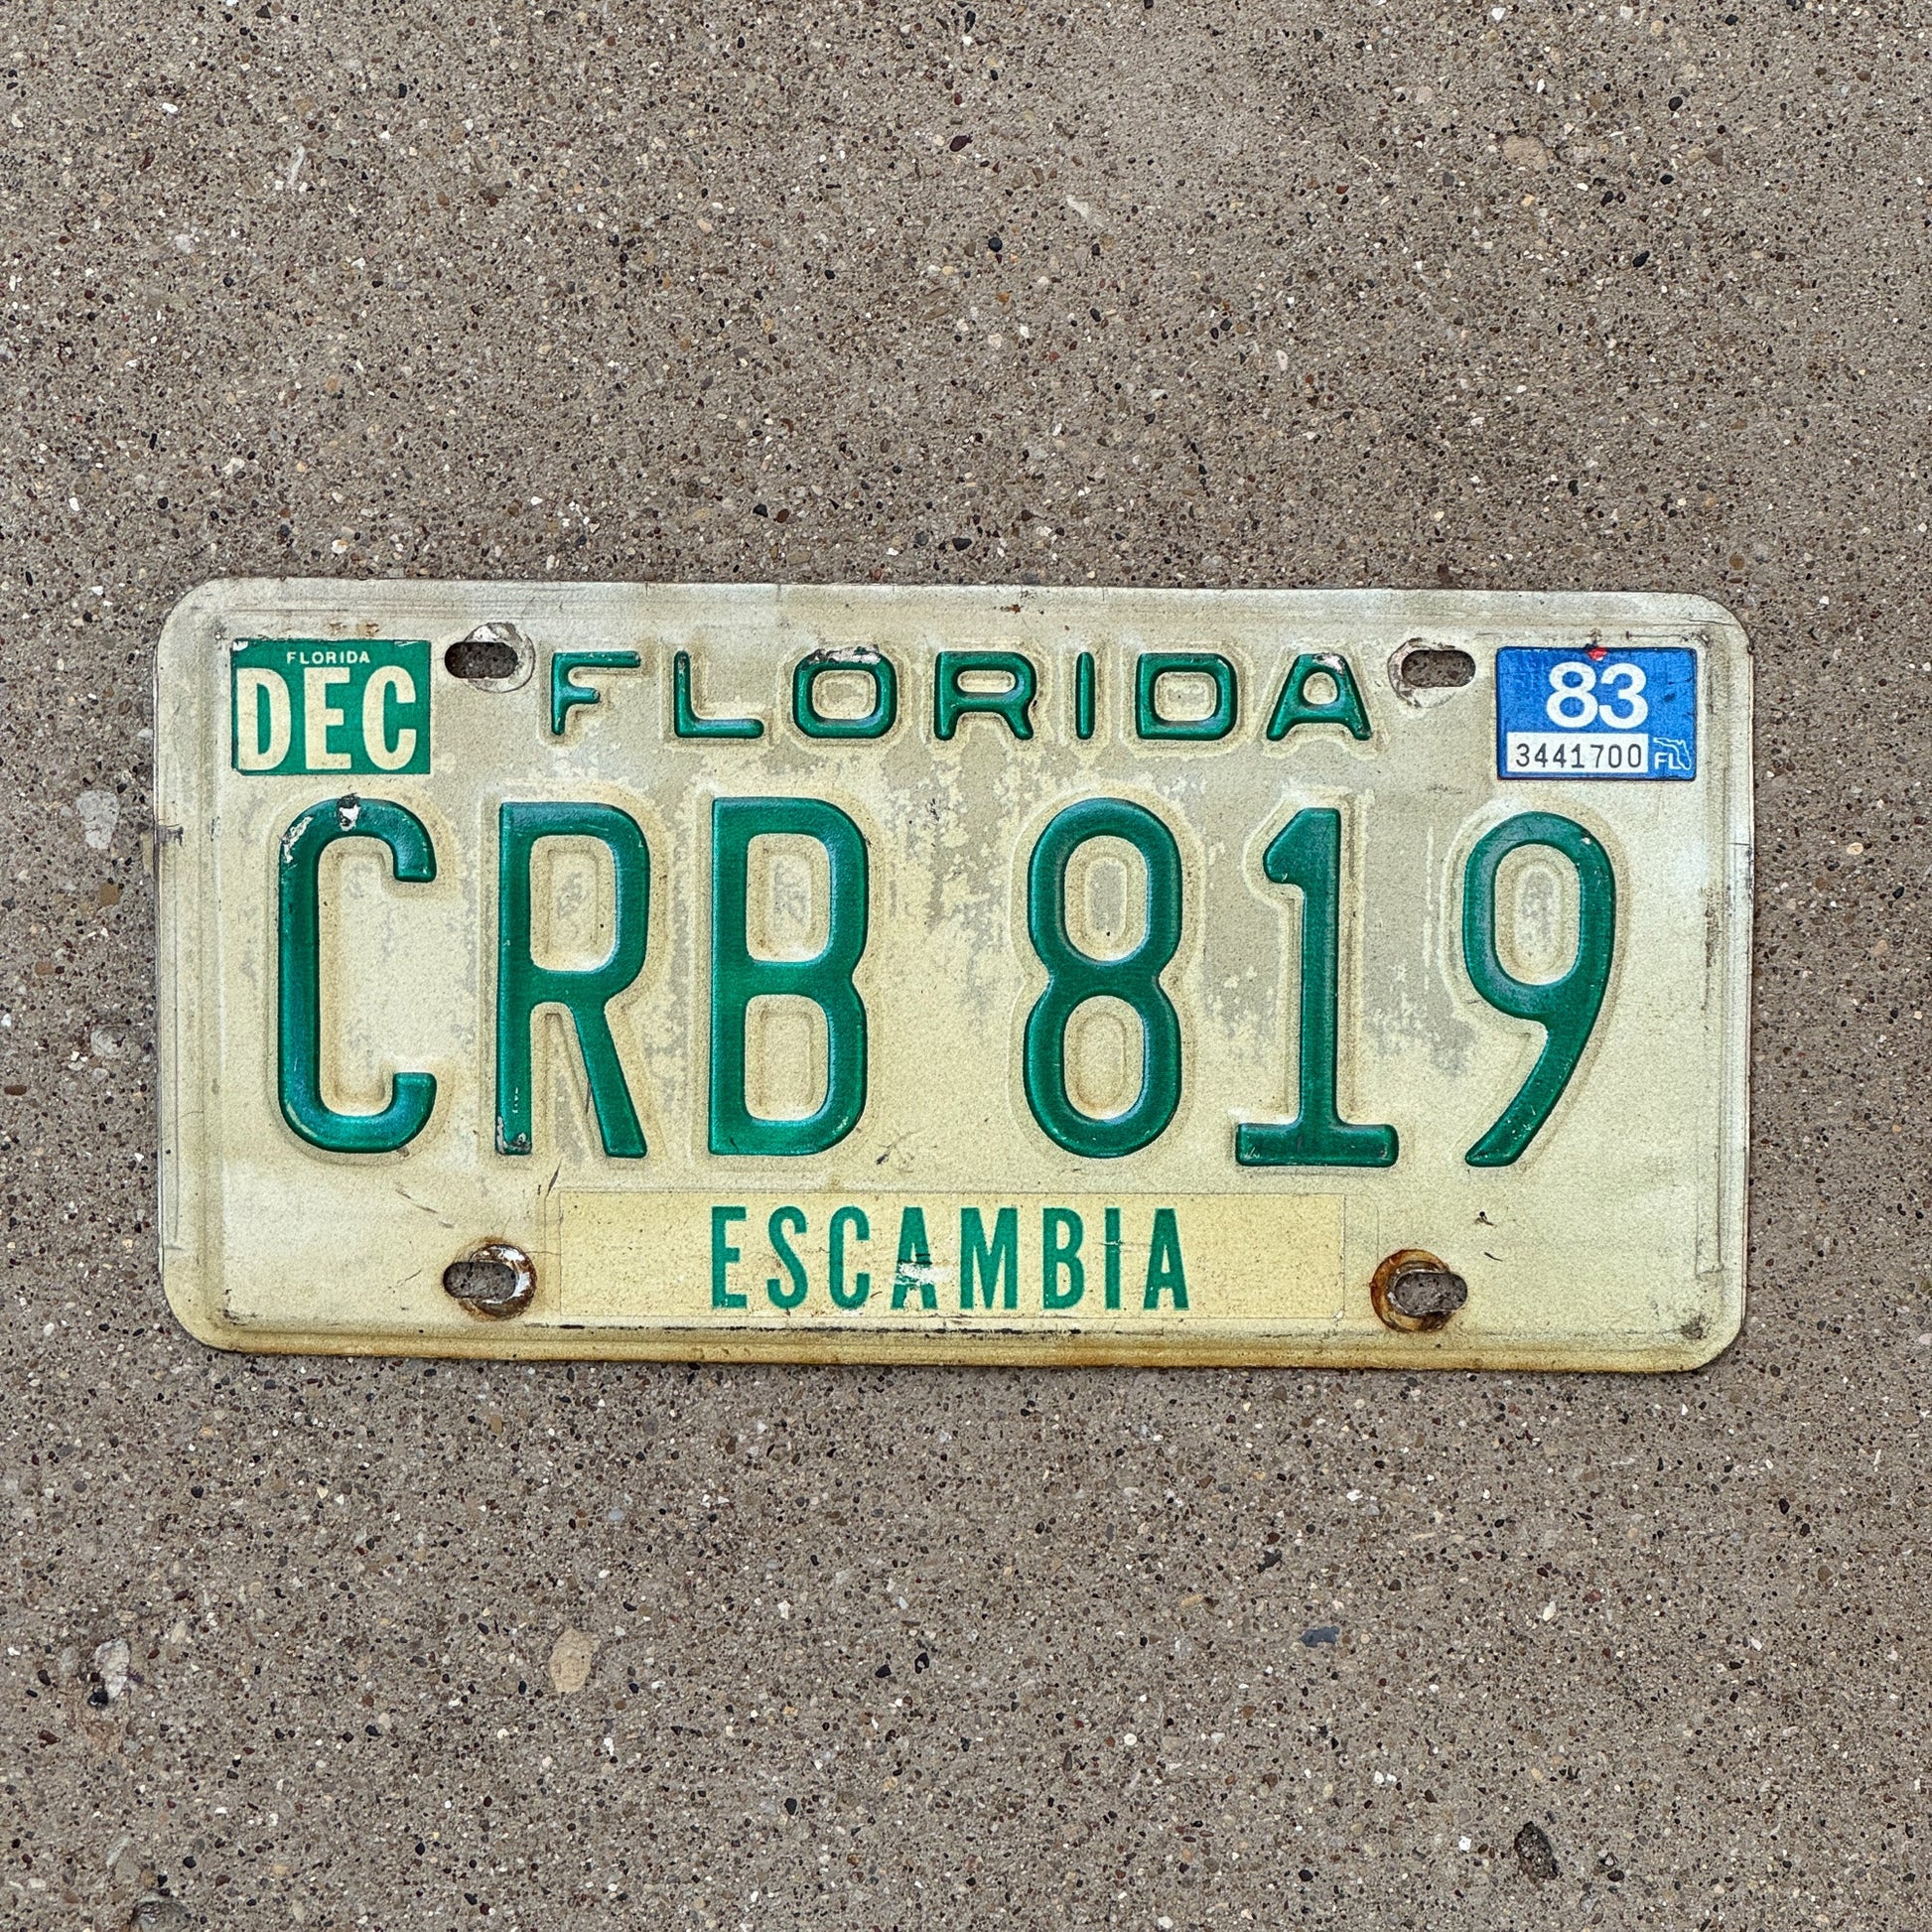 FLORIDA
DEC
FLORIDA
83
3441700 FL
CRB 819
ESCAMBIA